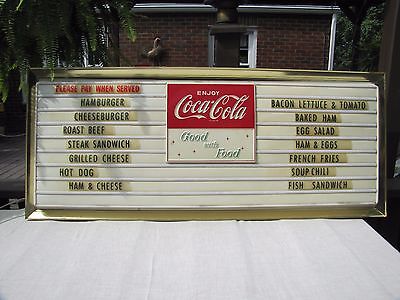 PLEASE PAY WHEN SERVED
HAMBURGER
CHEESEBURGER
ROAST BEEF
STEAK SANDWICH
GRILLED CHEESE
HOT DOG
HAM & CHEESE
ENJOY
Coca-Cola
Good
with
Food
BACON LETTUCE & TOMATO
BAKED HAM
EGG SALAD
HAM & EGGS
FRENCH FRIES
SOUP.CHILI
FISH SANDWICH